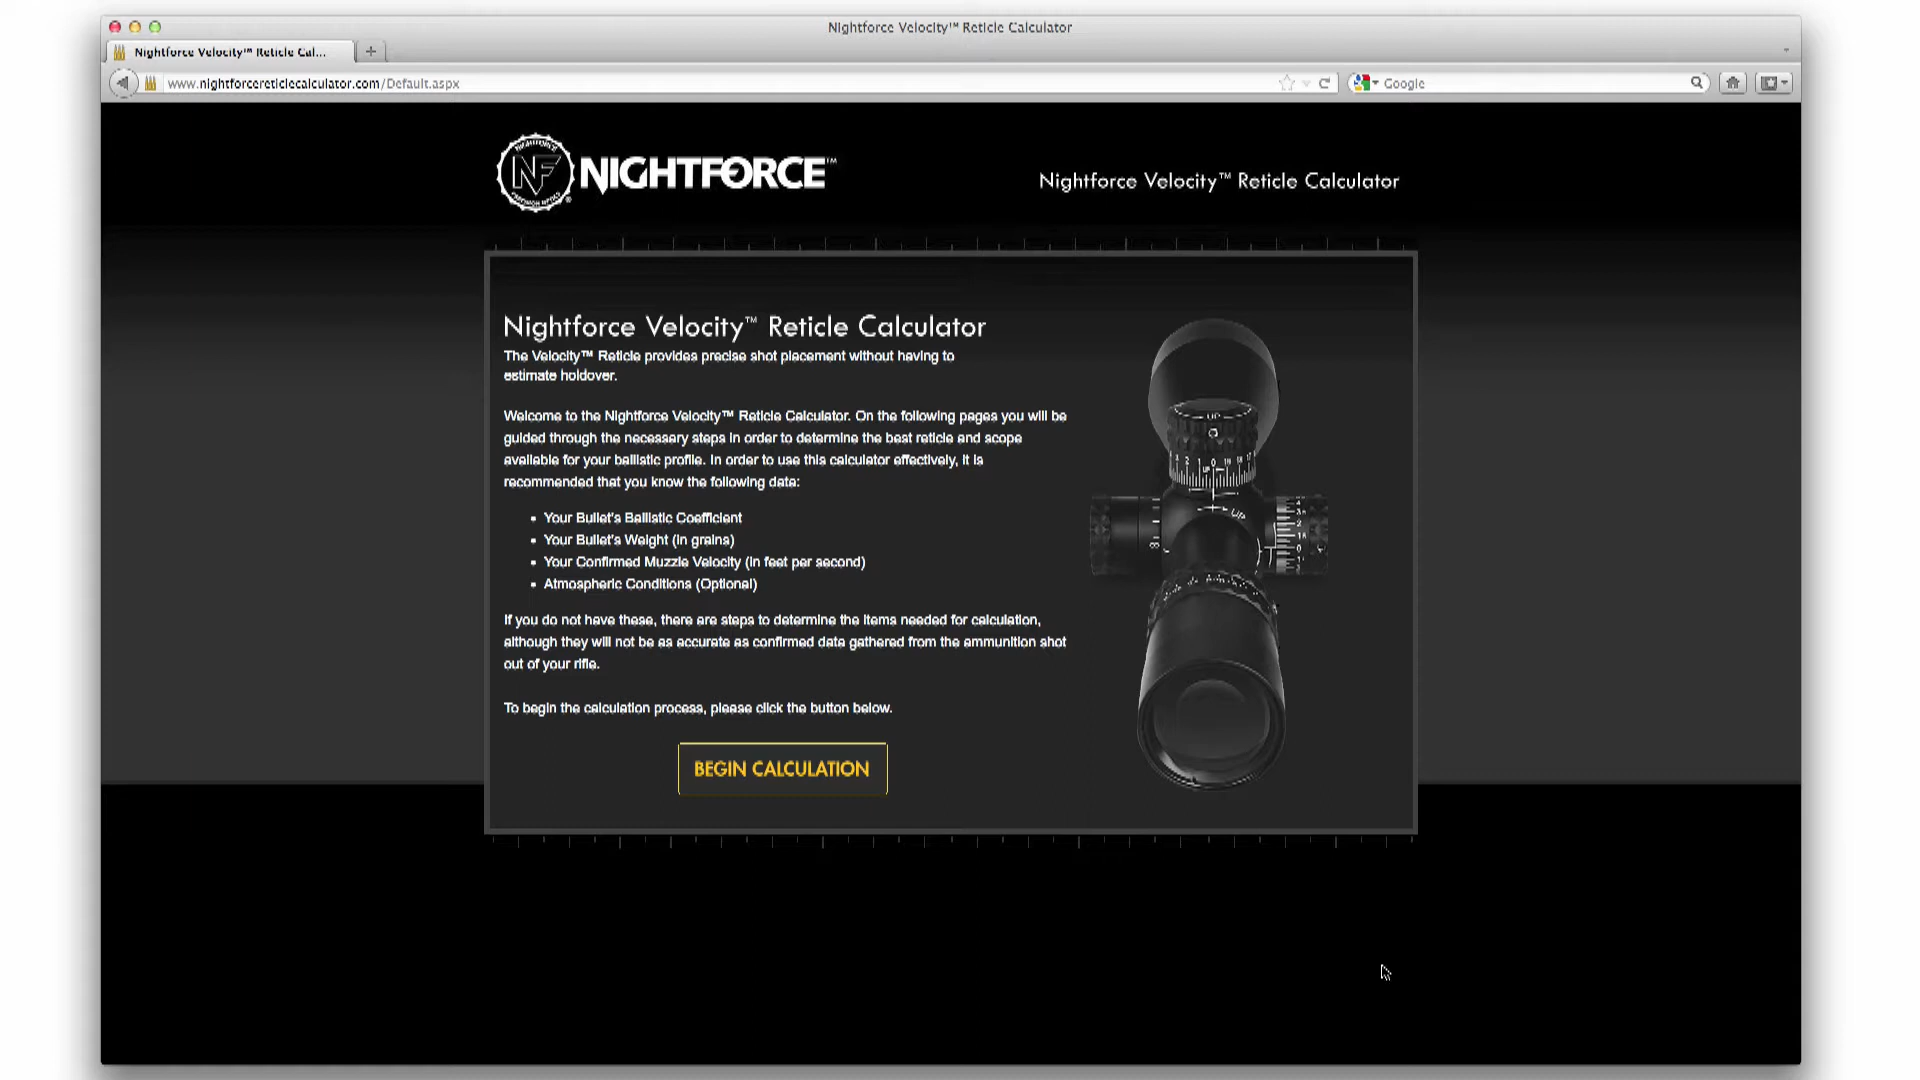 Nightforce Velocity™ Reticle Calculator
Nightforce Velocity™ Reticle Cal...
www.nightforcereticlecalculator.com/Default.aspx
Google
NIGHTFORCE™
Nightforce Velocity™ Reticle Calculator
Nightforce Velocity™ Reticle Calculator
The Velocity™ Reticle provides precise shot placement without having to
estimate holdover.
Welcome to the Nightforce Velocity™ Reticle Calculator. On the following pages you will be
guided through the necessary steps in order to determine the best reticle and scope
available for your ballistic profile. In order to use this calculator effectively, it is
recommended that you know the following data:
Your Bullet's Ballistic Coefficient
Your Bullet's Weight (in grains)
Your Confirmed Muzzle Velocity (in feet per second)
Atmospheric Conditions (Optional)
If you do not have these, there are steps to determine the items needed for calculation,
although they will not be as accurate as confirmed data gathered from the ammunition shot
out of your rifle.
To begin the calculation process, please click the button below.
BEGIN CALCULATION
UP
UP